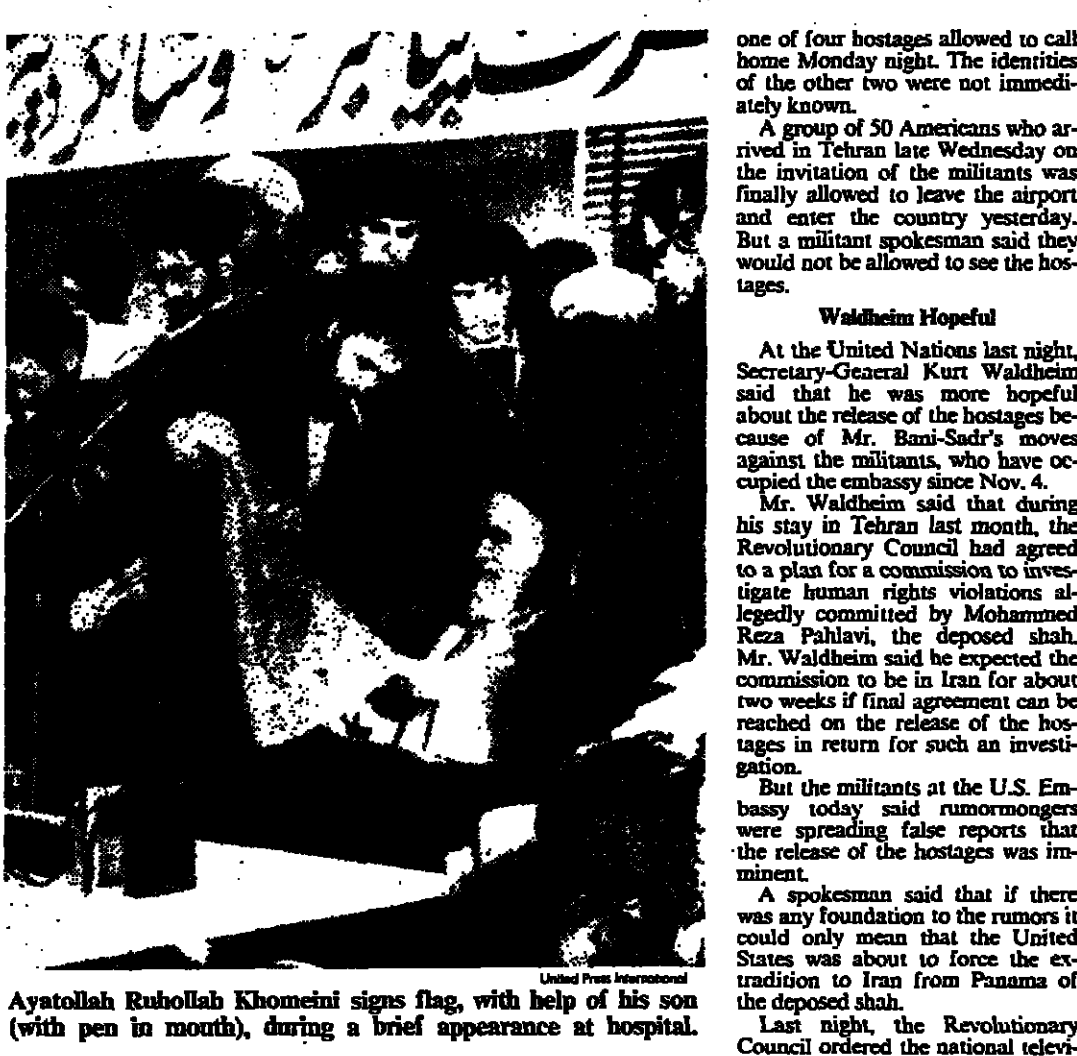 پیامبر
United Press International
Ayatollah Ruhollah Khomeini signs flag, with help of his son
(with pen in mouth), during a brief appearance at hospital.
one of four hostages allowed to call
home Monday night. The identities
of the other two were not immedi-
ately known.
A group of 50 Americans who ar-
rived in Tehran late Wednesday on
the invitation of the militants was
finally allowed to leave the airport
and enter the country yesterday.
But a militant spokesman said they
would not be allowed to see the hos-
tages.
Waldheim Hopeful
At the United Nations last night,
Secretary-General Kurt Waldheim
said that he was more hopeful
about the release of the hostages be-
cause of Mr. Bani-Sadr's moves
against the militants, who have oc-
cupied the embassy since Nov. 4.
Mr. Waldheim said that during
his stay in Tehran last month, the
Revolutionary Council had agreed
to a plan for a commission to inves-
tigate human rights violations al-
legedly committed by Mohammed
Reza Pahlavi, the deposed shah.
Mr. Waldheim said he expected the
commission to be in Iran for about
two weeks if final agreement can be
reached on the release of the hos-
tages in return for such an investi-
gation.
But the militants at the U.S. Em-
bassy today said rumormongers
were spreading false reports that
the release of the hostages was im-
minent.
A spokesman said that if there
was any foundation to the rumors it
could only mean that the United
States was about to force the ex-
tradition to Iran from Panama of
the deposed shah.
Last night, the Revolutionary
Council ordered the national televi-